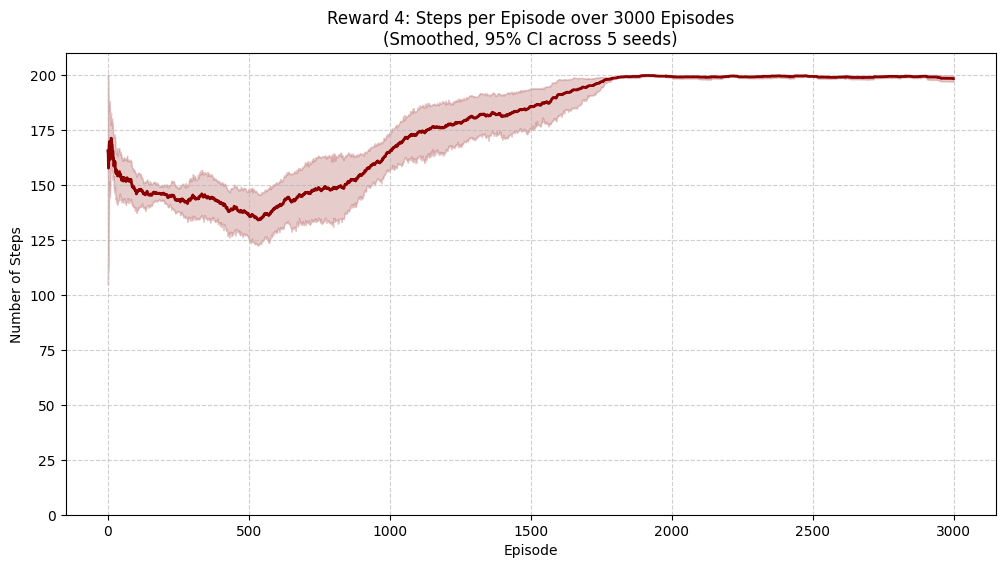 Reward 4: Steps per Episode over 3000 Episodes
(Smoothed, 95% CI across 5 seeds)
200
175
150
125
100
75
50
25
0
Number of Steps
0 500 1000 1500 2000 2500 3000
Episode